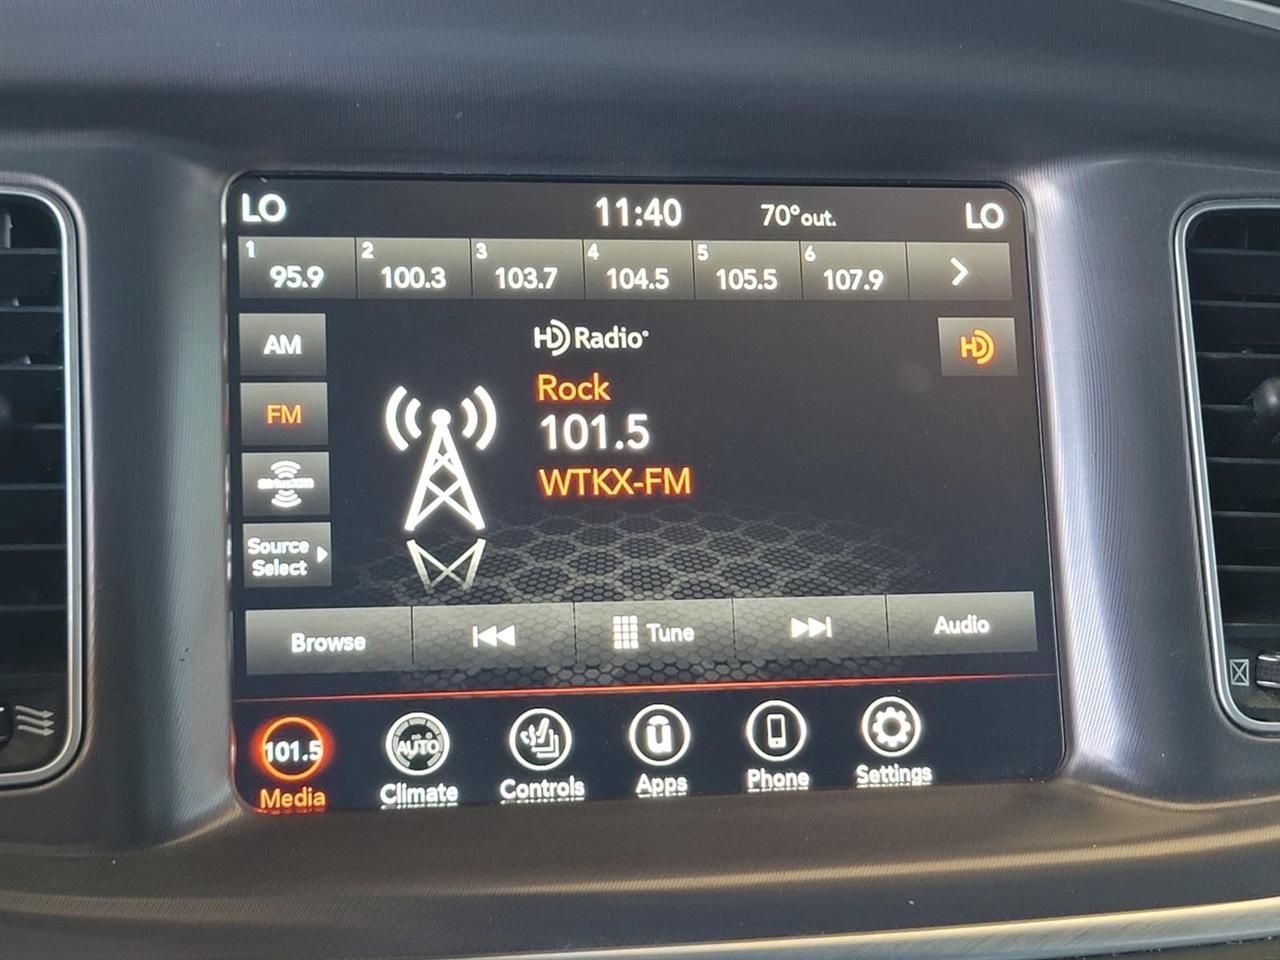 LO 11:40 70° out. LO
1 95.9 2 100.3 3 103.7 4 104.5 5 105.5 6 107.9
AM
HD Radio
HD
Rock
FM
101.5
WTKX-FM
SiriusXM
Source
Select
Browse Tune Audio
101.5 AUTO ü
Media Climate Controls Apps Phone Settings